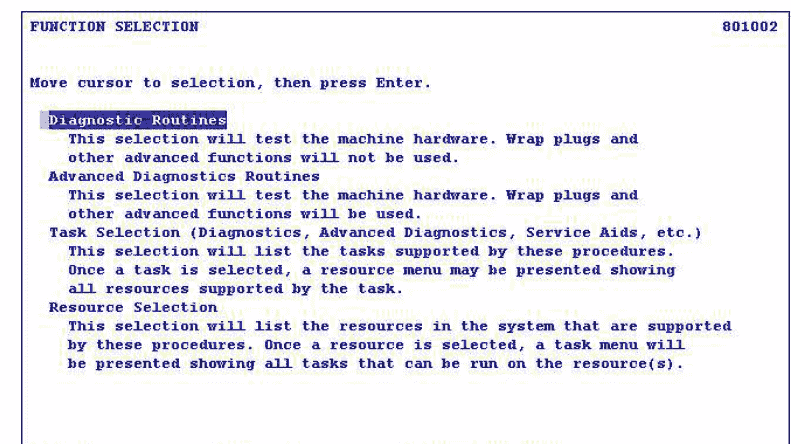 FUNCTION SELECTION 801002
Move cursor to selection, then press Enter.
Diagnostic Routines
This selection will test the machine hardware. Wrap plugs and
other advanced functions will not be used.
Advanced Diagnostics Routines
This selection will test the machine hardware. Wrap plugs and
other advanced functions will be used.
Task Selection (Diagnostics, Advanced Diagnostics, Service Aids, etc.)
This selection will list the tasks supported by these procedures.
Once a task is selected, a resource menu may be presented showing
all resources supported by the task.
Resource Selection
This selection will list the resources in the system that are supported
by these procedures. Once a resource is selected, a task menu will
be presented showing all tasks that can be run on the resource(s).